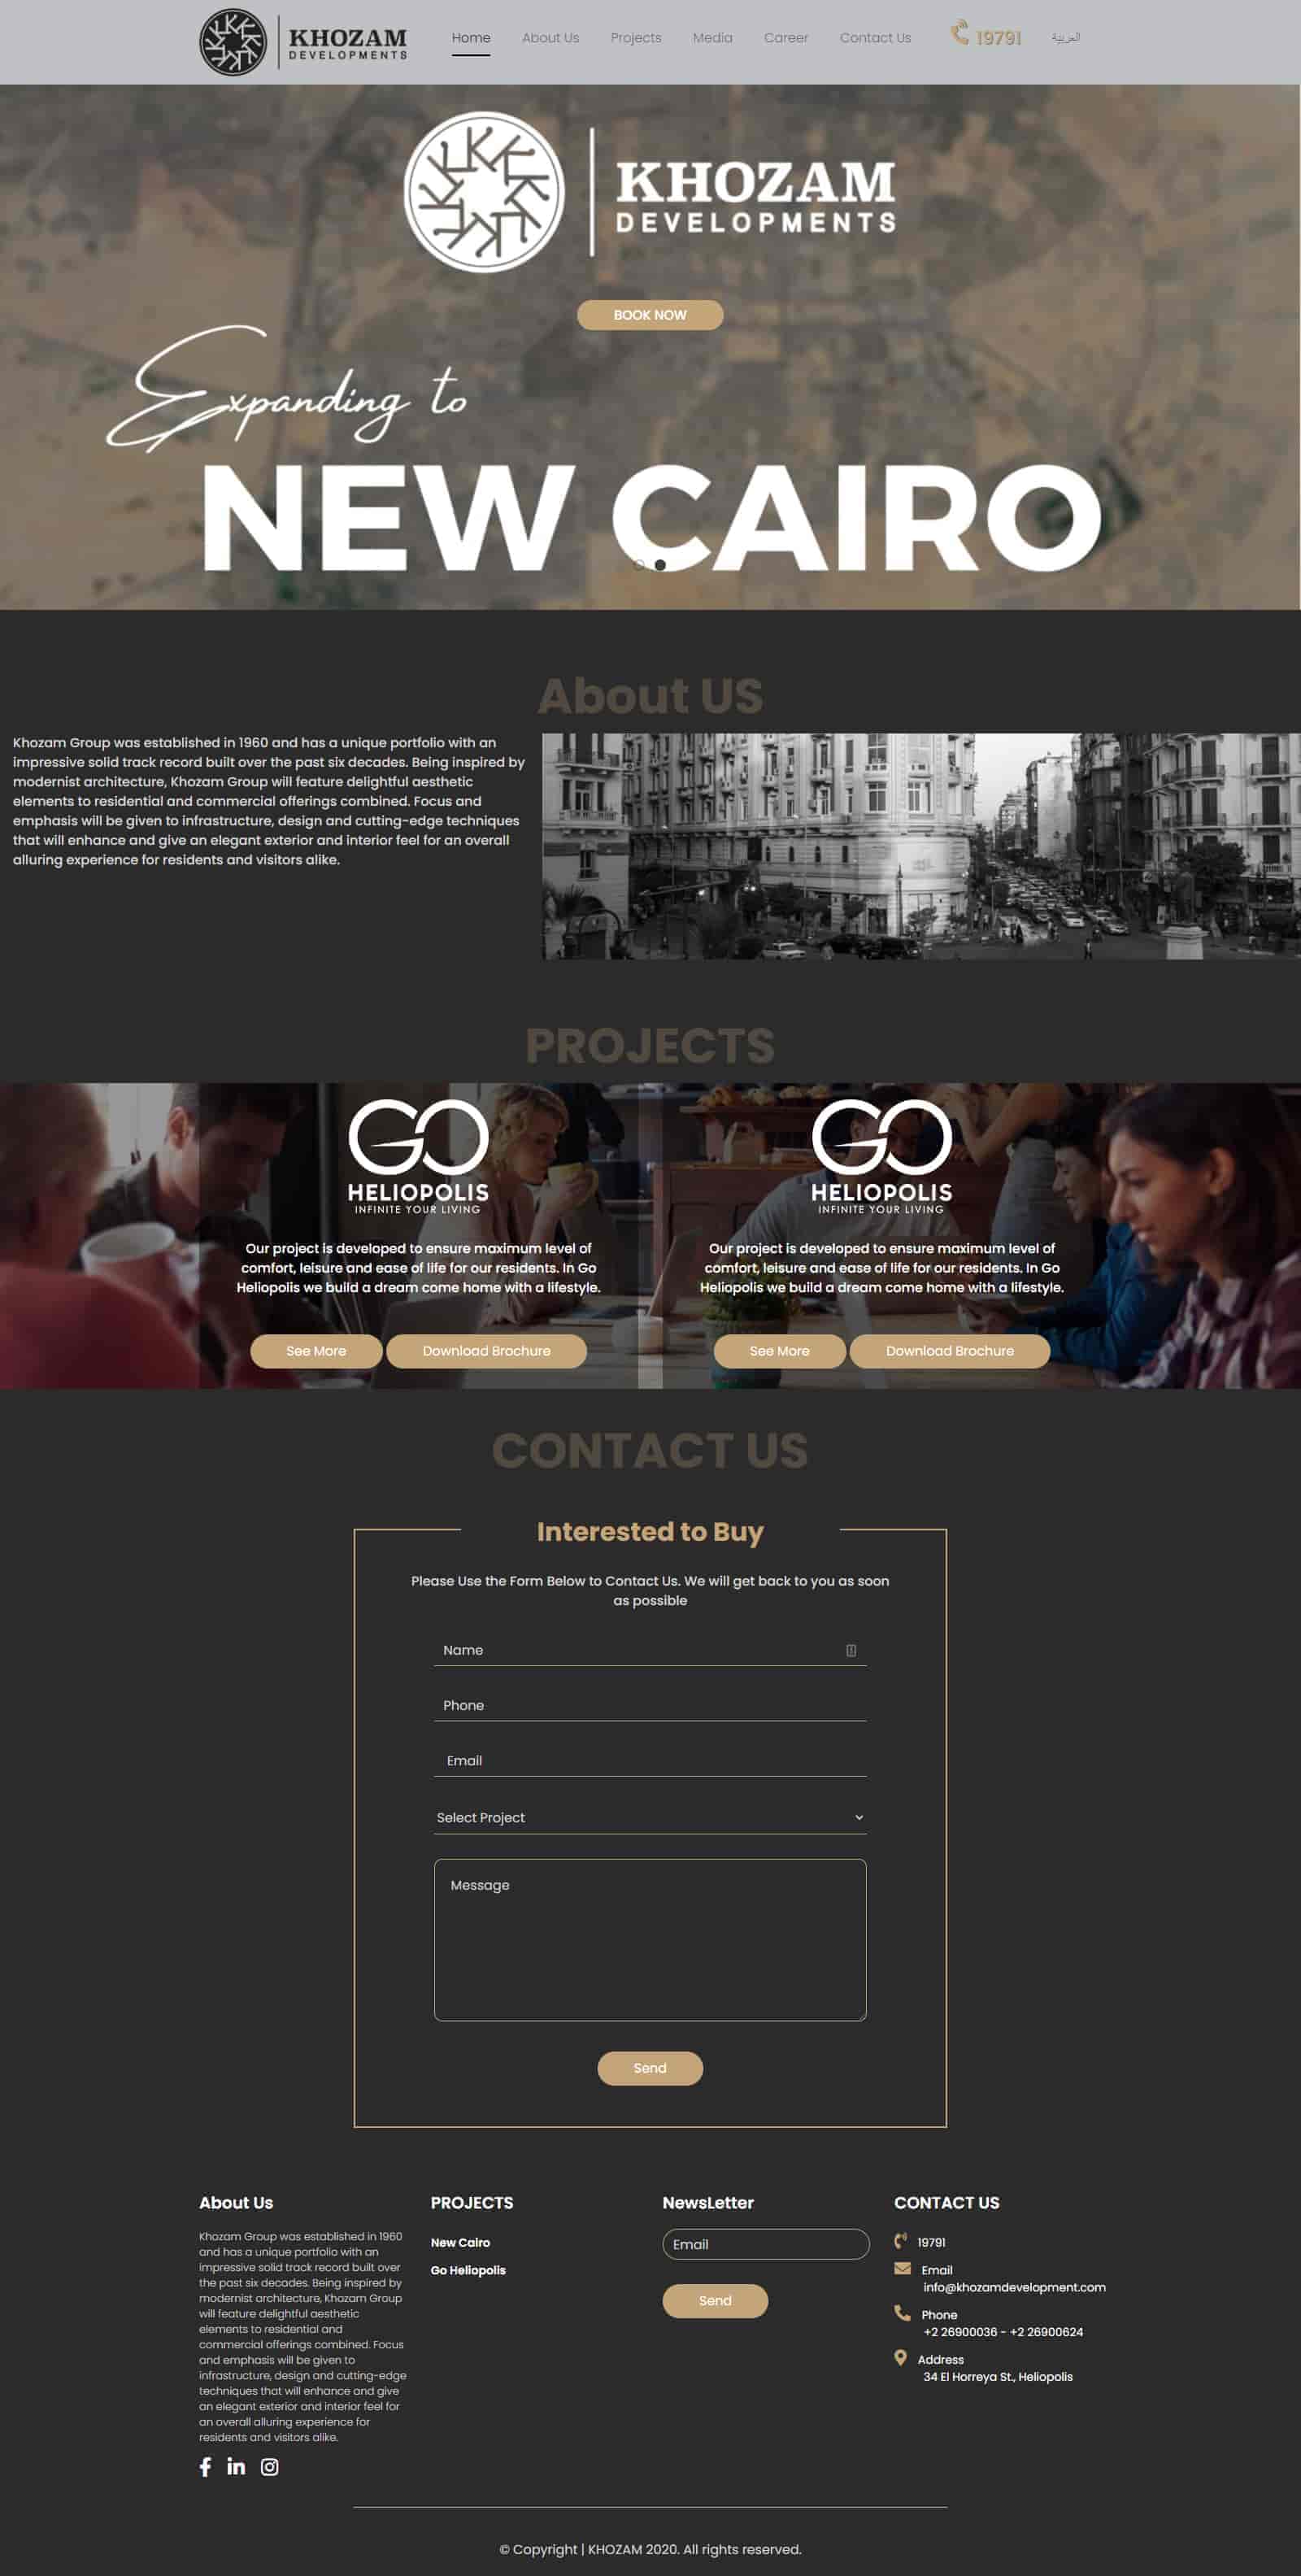 KHOZAM
DEVELOPMENTS
Home
About Us
Projects
Media
Career
Contact Us
19791
العربية
KHOZAM
DEVELOPMENTS
BOOK NOW
Expanding to
NEW CAIRO
About US
Khozam Group was established in 1960 and has a unique portfolio with an
impressive solid track record built over the past six decades. Being inspired by
modernist architecture, Khozam Group will feature delightful aesthetic
elements to residential and commercial offerings combined. Focus and
emphasis will be given to infrastructure, design and cutting-edge techniques
that will enhance and give an elegant exterior and interior feel for an overall
alluring experience for residents and visitors alike.
PROJECTS
GO
HELIOPOLIS
INFINITE YOUR LIVING
Our project is developed to ensure maximum level of
comfort, leisure and ease of life for our residents. In Go
Heliopolis we build a dream come home with a lifestyle.
See More
Download Brochure
GO
HELIOPOLIS
INFINITE YOUR LIVING
Our project is developed to ensure maximum level of
comfort, leisure and ease of life for our residents. In Go
Heliopolis we build a dream come home with a lifestyle.
See More
Download Brochure
CONTACT US
Interested to Buy
Please Use the Form Below to Contact Us. We will get back to you as soon
as possible
Name
Phone
Email
Select Project
Message
Send
About Us
Khozam Group was established in 1960
and has a unique portfolio with an
impressive solid track record built over
the past six decades. Being inspired by
modernist architecture, Khozam Group
will feature delightful aesthetic
elements to residential and
commercial offerings combined. Focus
and emphasis will be given to
infrastructure, design and cutting-edge
techniques that will enhance and give
an elegant exterior and interior feel for
an overall alluring experience for
residents and visitors alike.
PROJECTS
New Cairo
Go Heliopolis
NewsLetter
Email
Send
CONTACT US
19791
Email
info@khozamdevelopment.com
Phone
+2 26900036 - +2 26900624
Address
34 El Horreya St., Heliopolis
© Copyright | KHOZAM 2020. All rights reserved.